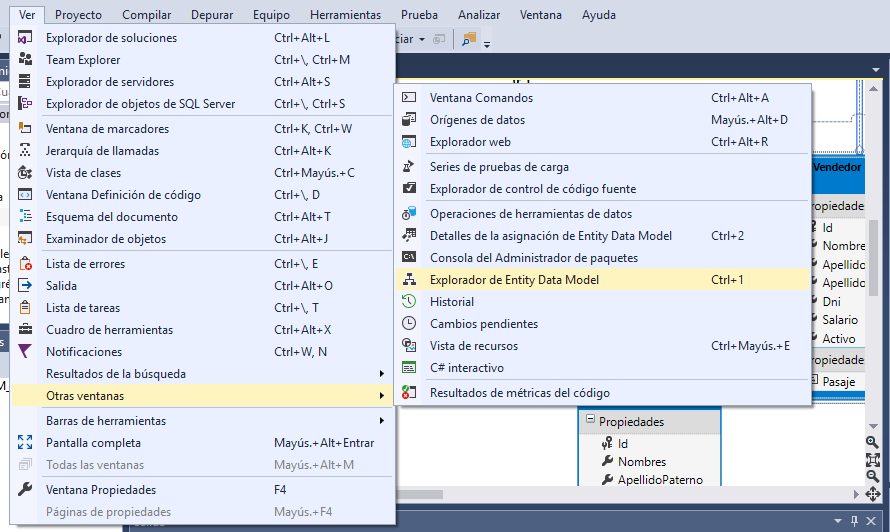 Ver Proyecto Compilar Depurar Equipo Herramientas Prueba Analizar Ventana Ayuda
Explorador de soluciones Ctrl+Alt+L
Team Explorer Ctrl+\, Ctrl+M
Explorador de servidores Ctrl+Alt+S
Explorador de objetos de SQL Server Ctrl+\, Ctrl+S
Ventana de marcadores Ctrl+K, Ctrl+W
Jerarquía de llamadas Ctrl+Alt+K
Vista de clases Ctrl+Mayús.+C
Ventana Definición de código Ctrl+\, D
Esquema del documento Ctrl+Alt+T
Examinador de objetos Ctrl+Alt+J
Lista de errores Ctrl+\, E
Salida Ctrl+Alt+O
Lista de tareas Ctrl+\, T
Cuadro de herramientas Ctrl+Alt+X
Notificaciones Ctrl+W, N
Resultados de la búsqueda
Otras ventanas
Barras de herramientas
Pantalla completa Mayús.+Alt+Entrar
Todas las ventanas Mayús.+Alt+M
Ventana Propiedades F4
Páginas de propiedades Mayús.+F4
ciar
Ventana Comandos Ctrl+Alt+A
Orígenes de datos Mayús.+Alt+D
Explorador web Ctrl+Alt+R
Series de pruebas de carga
Explorador de control de código fuente
Operaciones de herramientas de datos
Detalles de la asignación de Entity Data Model Ctrl+2
Consola del Administrador de paquetes
Explorador de Entity Data Model Ctrl+1
Historial
Cambios pendientes
Vista de recursos Ctrl+Mayús.+E
C# interactivo
Resultados de métricas del código
Vendedor
ropiedades
Id
Nombre
Apellido
Apellido
Dni
Salario
Activo
ropiedades
Pasaje
Propiedades
Id
Nombres
ApellidoPaterno